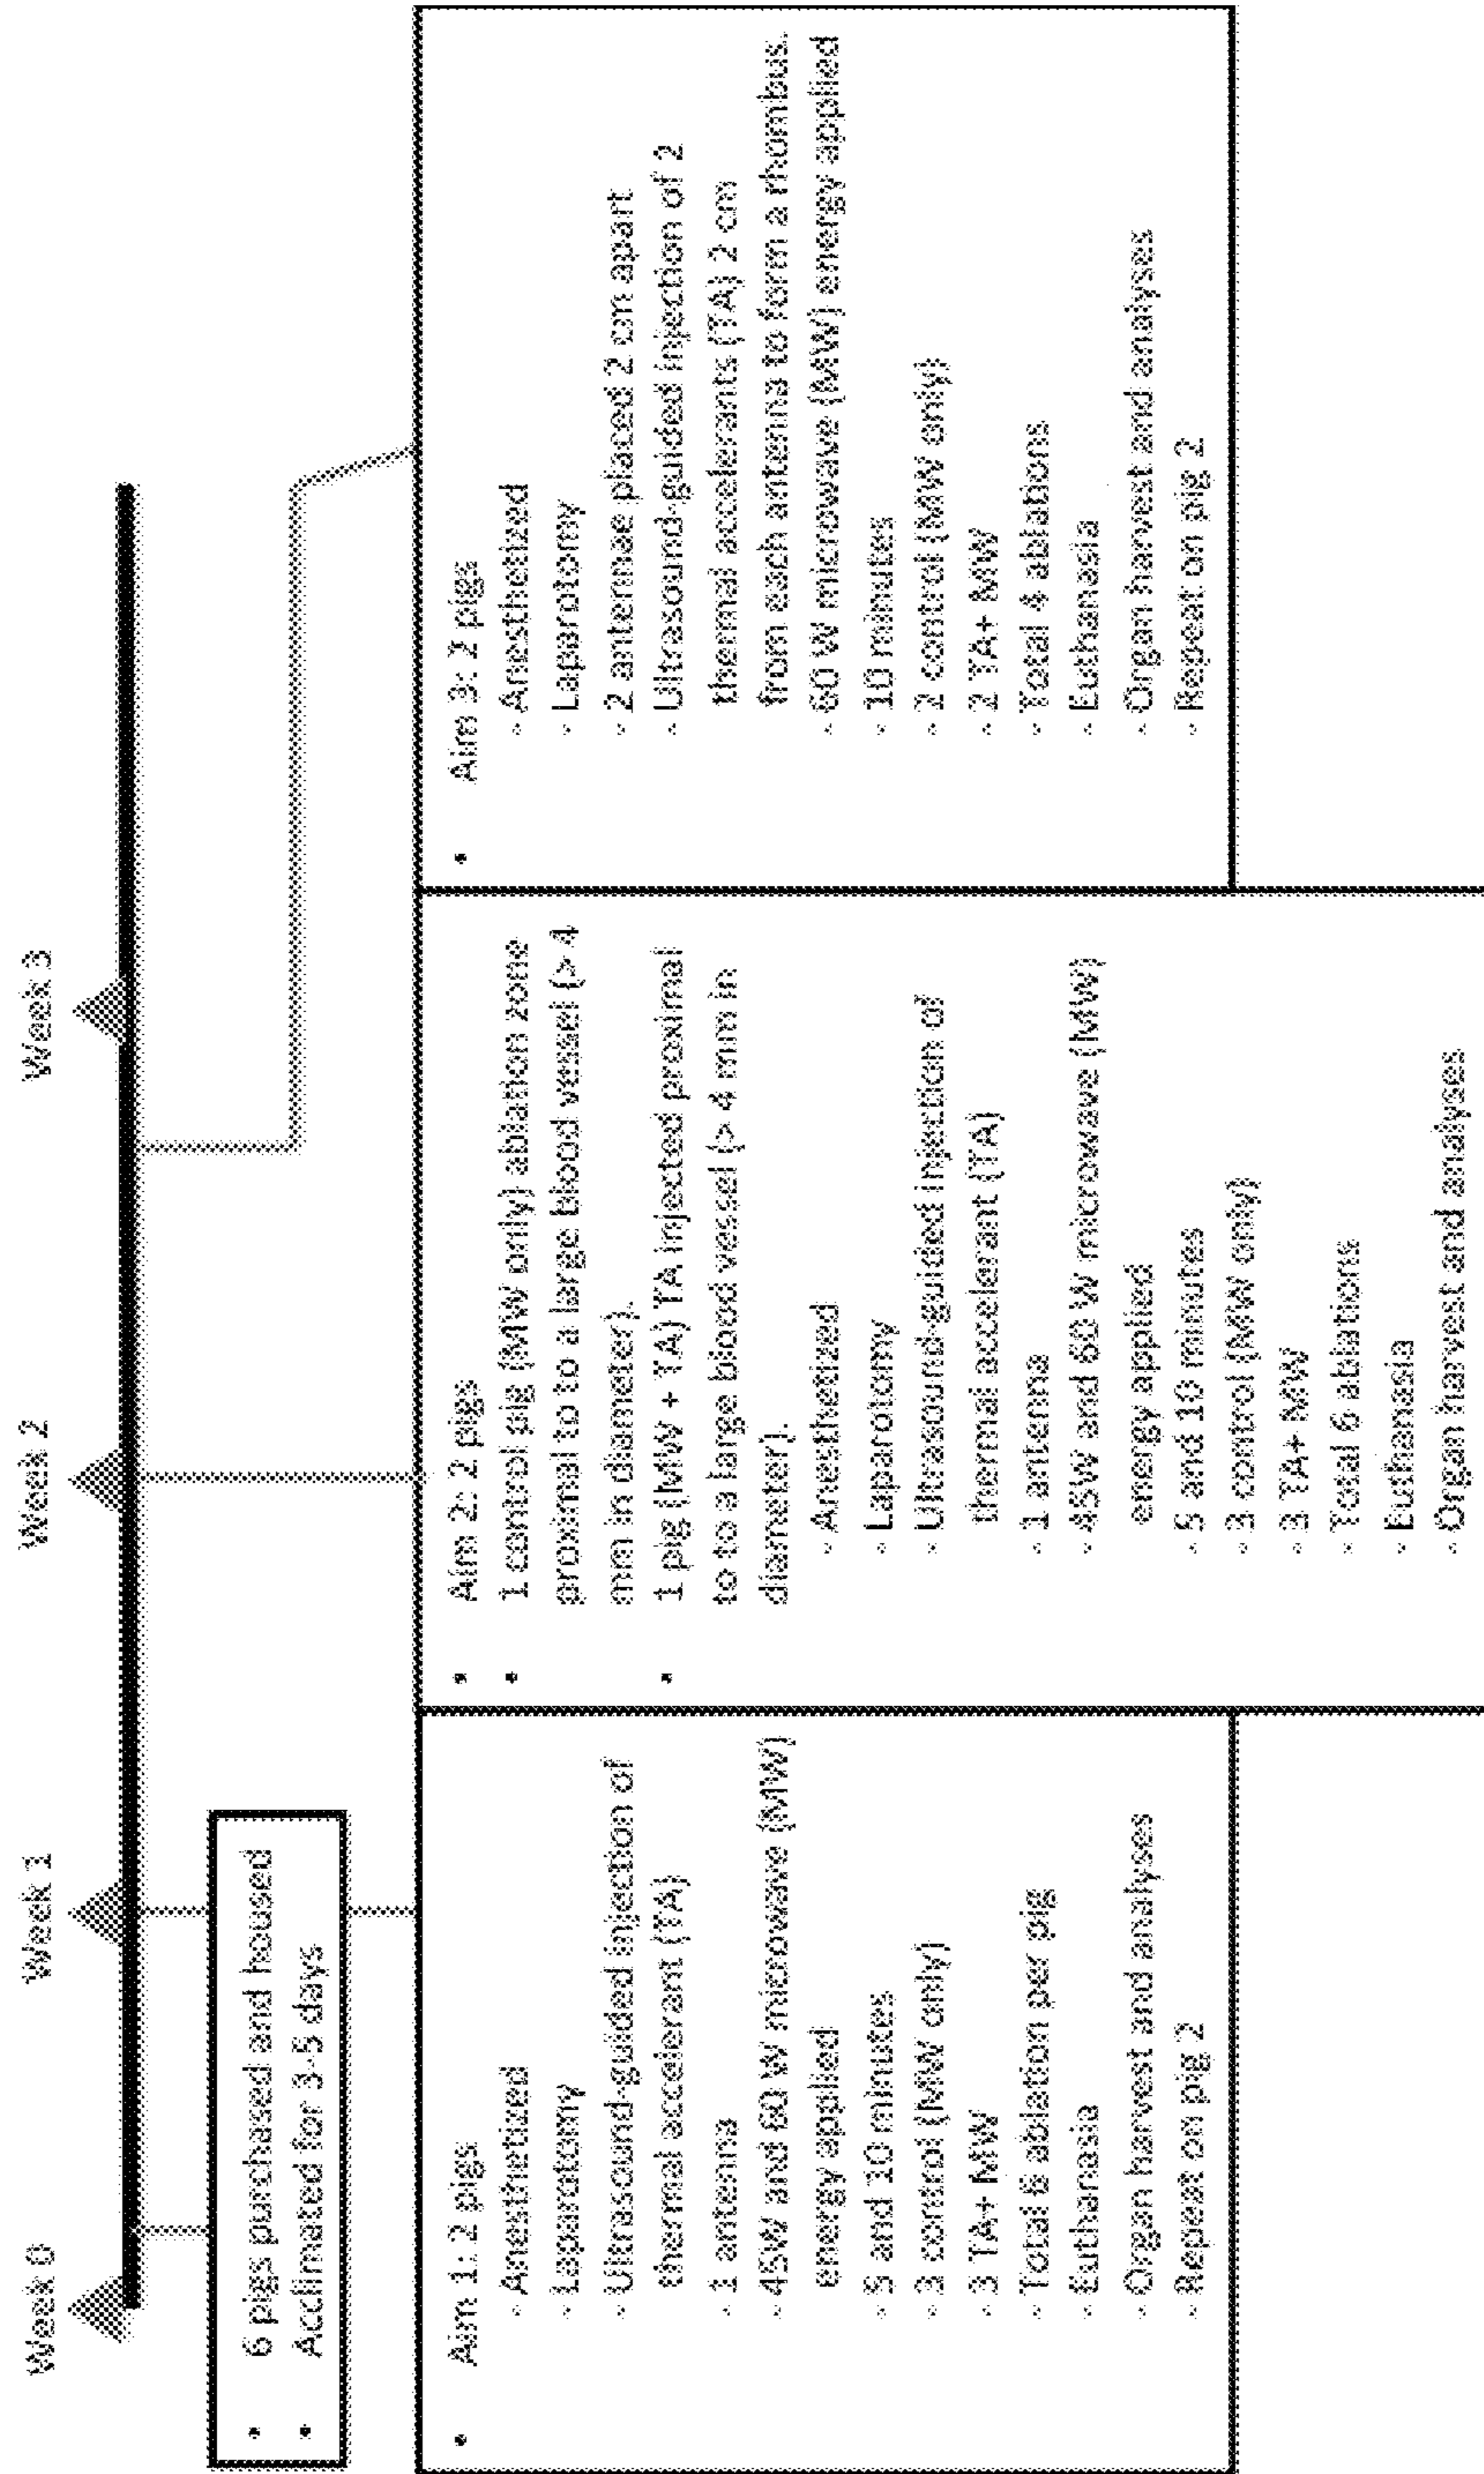 Week 0
Week 1
Week 2
Week 3
• 6 pigs purchased and housed
• Acclimated for 3-5 days
• Aim 1: 2 pigs
- Anesthetized
- Laparotomy
- Ultrasound-guided injection of
thermal accelerant (TA)
- 1 antenna
- 45W and 60 W microwave (MW)
energy applied
- 5 and 10 minutes
- 3 control (MW only)
- 3 TA+ MW
- Total 6 ablation per pig
- Euthanasia
- Organ harvest and analyses
- Repeat on pig 2
• Aim 2: 2 pigs
• 1 control pig (MW only) ablation zone
proximal to a large blood vessel (> 4
mm in diameter).
• 1 pig (MW + TA) TA injected proximal
to to a large blood vessel (> 4 mm in
diameter).
- Anesthetized
- Laparotomy
- Ultrasound-guided injection of
thermal accelerant (TA)
- 1 antenna
- 45W and 60 W microwave (MW)
energy applied
- 5 and 10 minutes
- 3 control (MW only)
- 3 TA+ MW
- Total 6 ablations
- Euthanasia
- Organ harvest and analyses
• Aim 3: 2 pigs
- Anesthetized
- Laparotomy
- 2 antennae placed 2 cm apart
- Ultrasound-guided injection of 2
thermal accelerants (TA) 2 cm
from each antenna to form a rhombus.
- 60 W microwave (MW) energy applied
- 10 minutes
- 2 control (MW only)
- 2 TA+ MW
- Total 4 ablations
- Euthanasia
- Organ harvest and analyses
- Repeat on pig 2